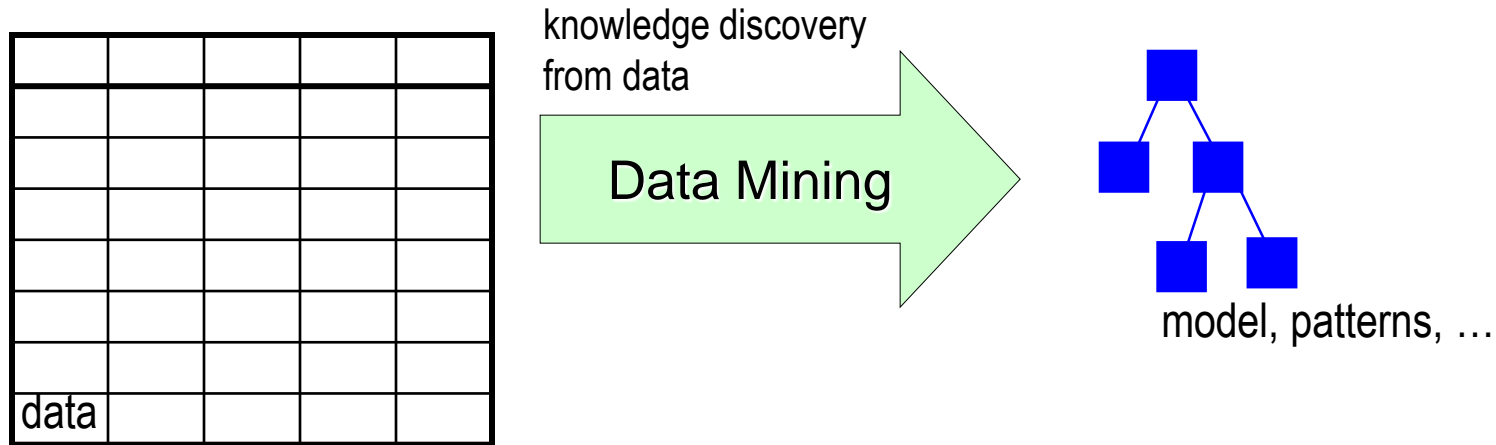 knowledge discovery
from data
Data Mining
data
model, patterns, …